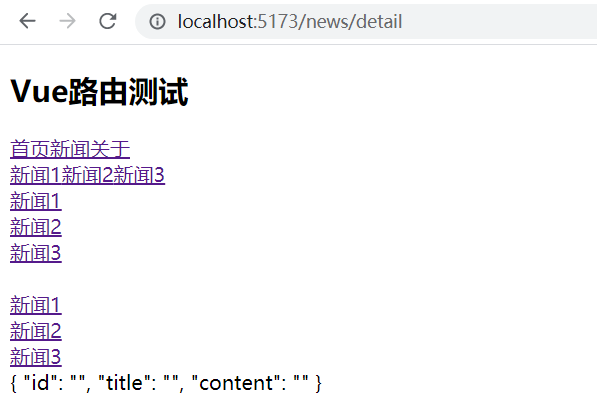 localhost:5173/news/detail
Vue路由测试
首页新闻关于
新闻1新闻2新闻3
新闻1
新闻2
新闻3
新闻1
新闻2
新闻3
{ "id": "", "title": "", "content": "" }